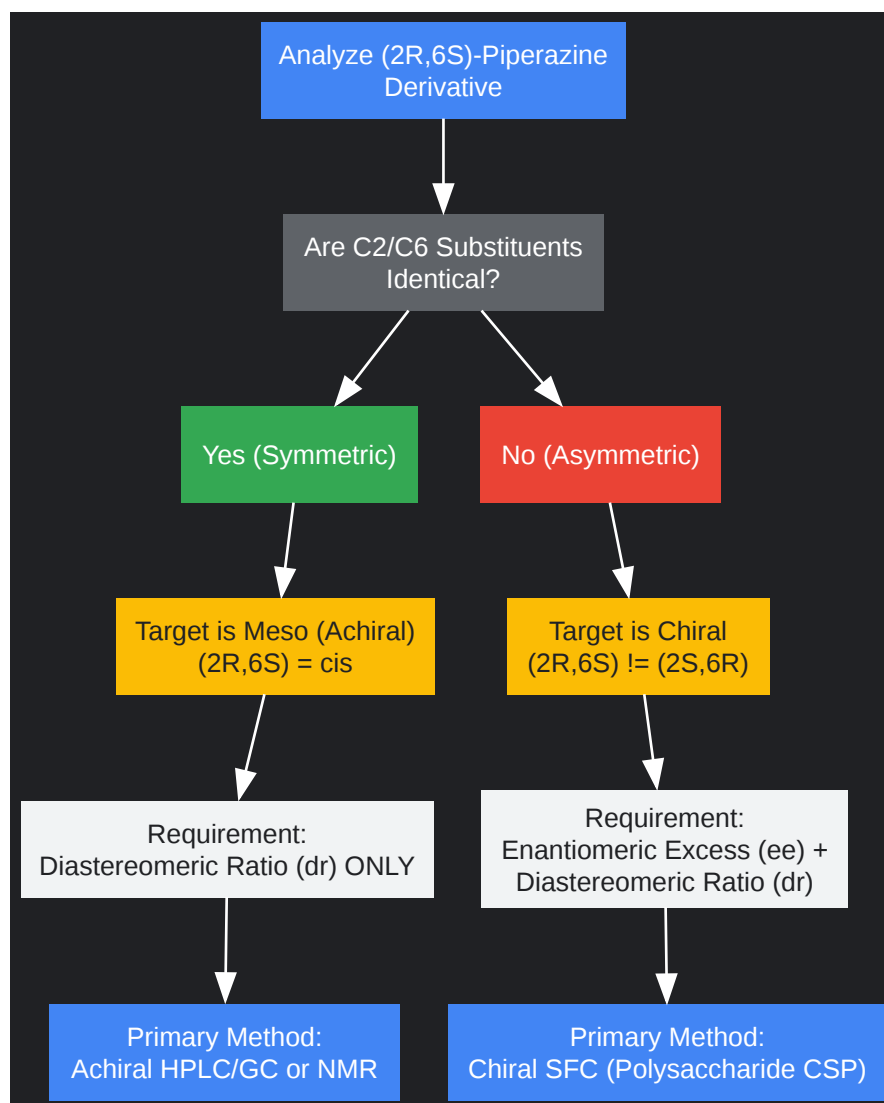 Analyze (2R,6S)-Piperazine
Derivative
Are C2/C6 Substituents
Identical?
Yes (Symmetric)
No (Asymmetric)
Target is Meso (Achiral)
(2R,6S) = cis
Target is Chiral
(2R,6S) != (2S,6R)
Requirement:
Diastereomeric Ratio (dr) ONLY
Requirement:
Enantiomeric Excess (ee) +
Diastereomeric Ratio (dr)
Primary Method:
Achiral HPLC/GC or NMR
Primary Method:
Chiral SFC (Polysaccharide CSP)